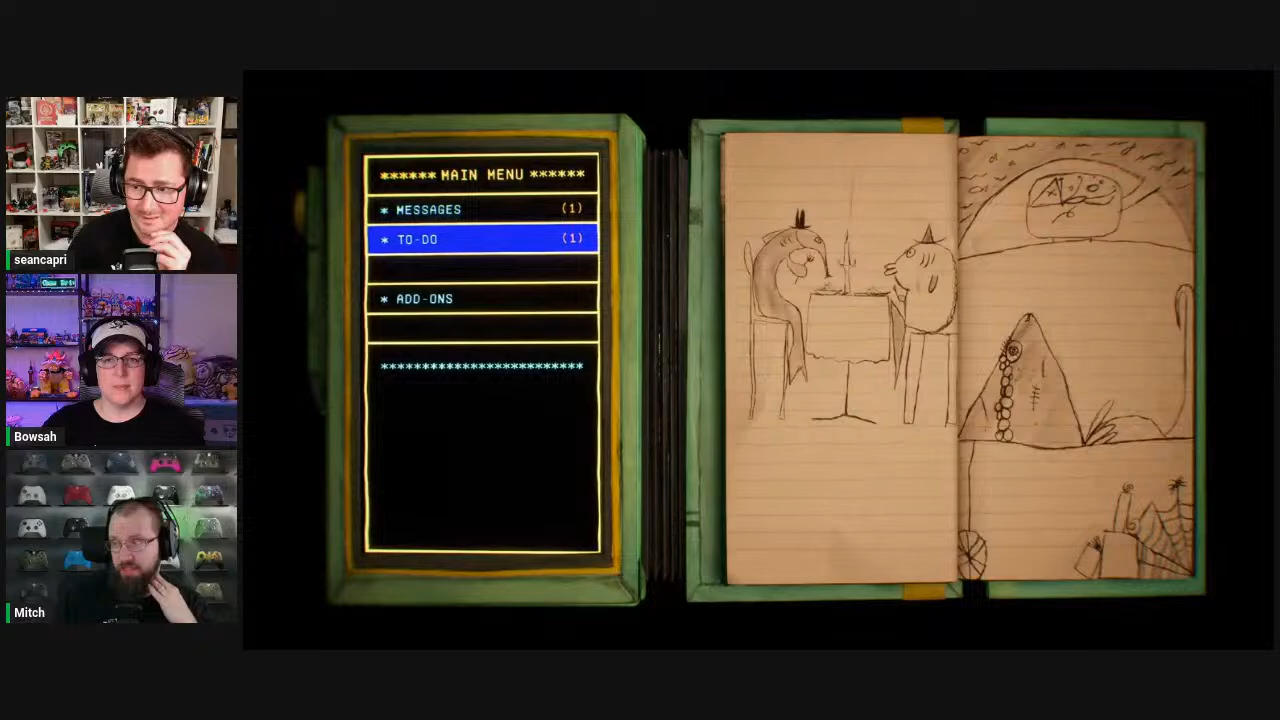 seancapri
Bowsah
Mitch
****** MAIN MENU ******
* MESSAGES (1)
* TO-DO (1)
* ADD-ONS
************************